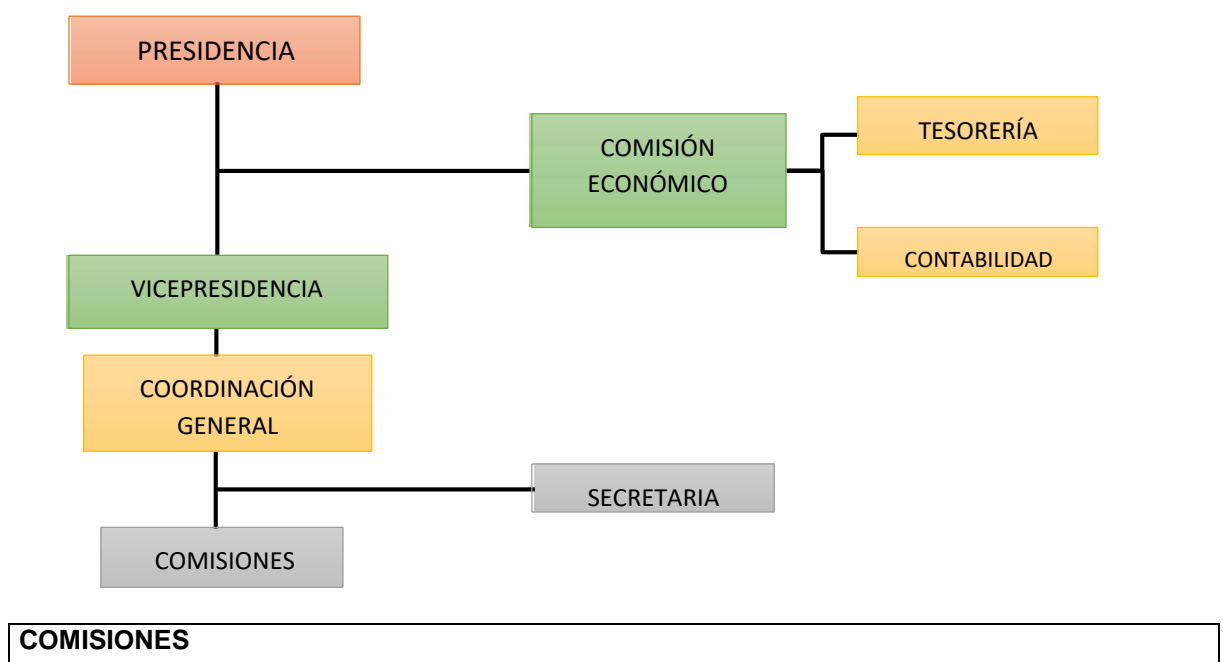 PRESIDENCIA
COMISIÓN
ECONÓMICO
TESORERÍA
CONTABILIDAD
VICEPRESIDENCIA
COORDINACIÓN
GENERAL
SECRETARIA
COMISIONES
COMISIONES